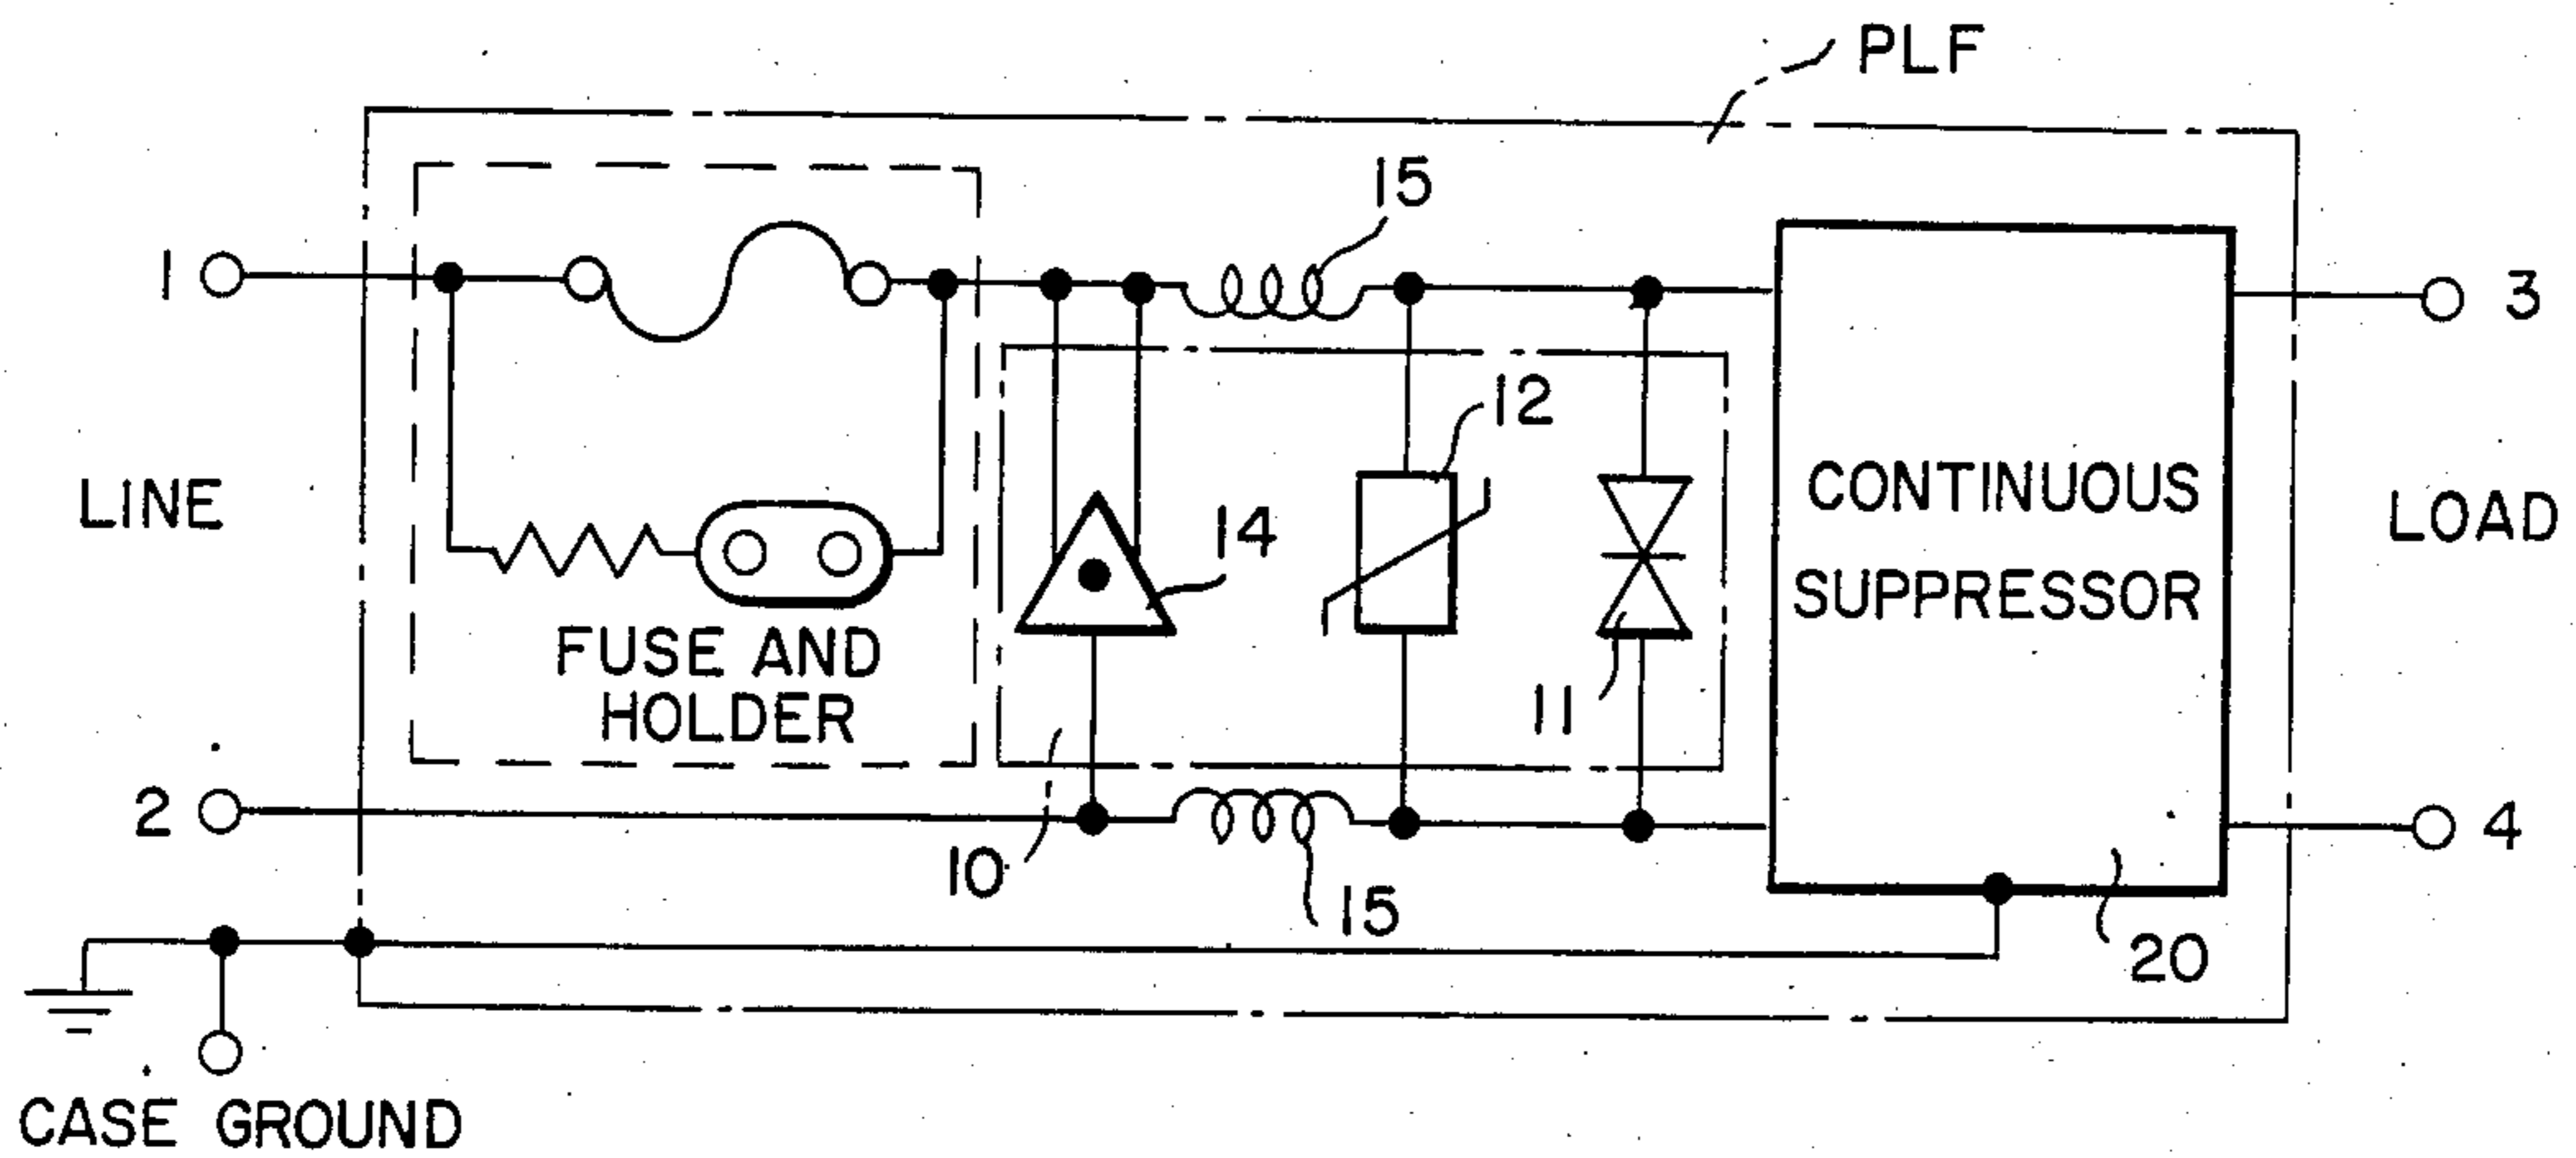 PLF
15
1
3
12
LINE
14
CONTINUOUS
SUPPRESSOR
LOAD
FUSE AND
HOLDER
11
2
10
4
15
20
CASE GROUND